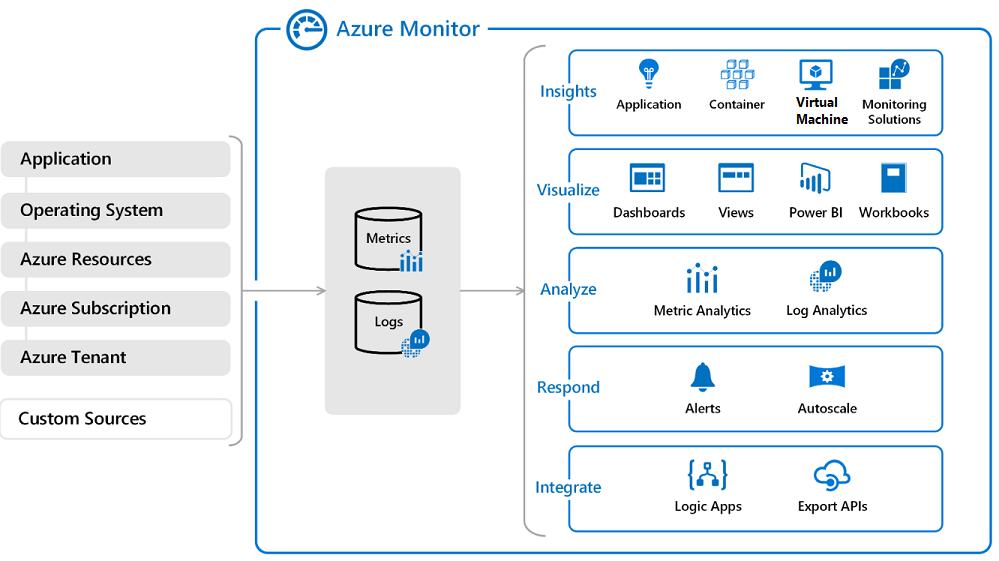 Azure Monitor
Application
Operating System
Azure Resources
Azure Subscription
Azure Tenant
Custom Sources
Metrics
Logs
Insights
Application
Container
Virtual
Machine
Monitoring
Solutions
Visualize
Dashboards
Views
Power BI
Workbooks
Analyze
Metric Analytics
Log Analytics
Respond
Alerts
Autoscale
Integrate
Logic Apps
Export APIs